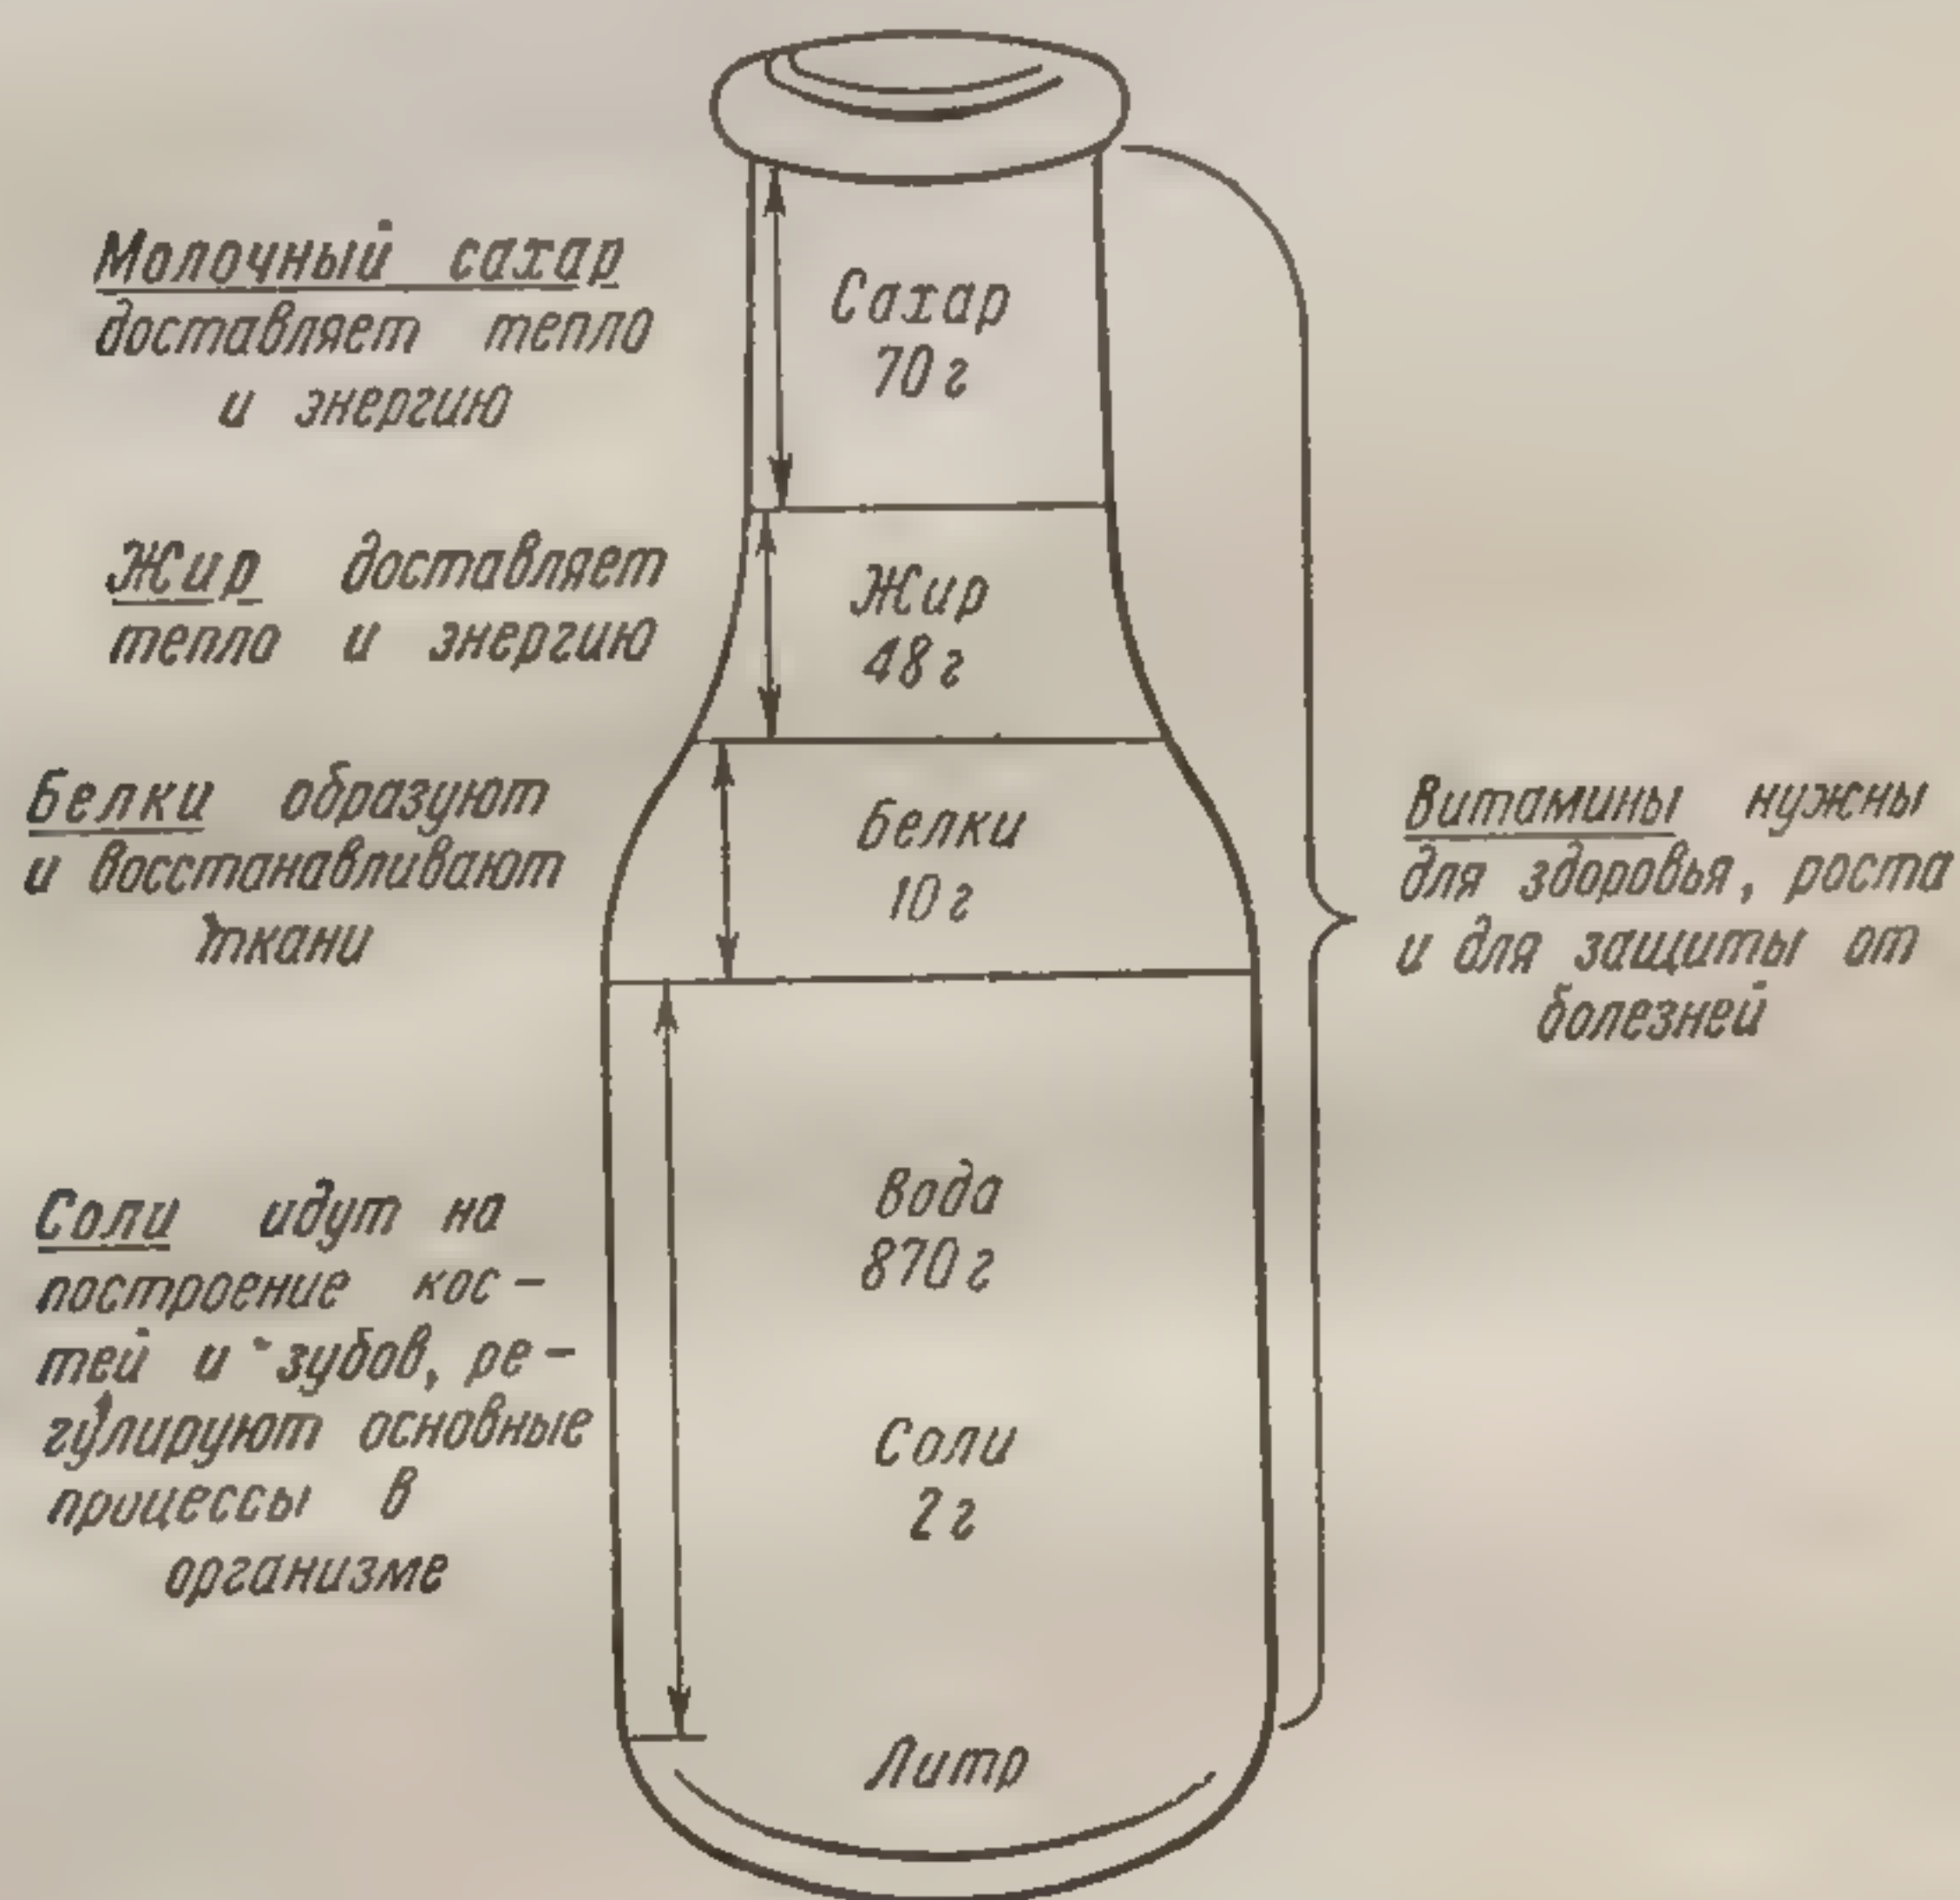 Молочный сахар
доставляет тепло
и энергию
Жир доставляет
тепло и энергию
Белки образуют
и восстанавливают
ткани
Соли идут на
построение кос-
тей и зубов, ре-
гулируют основные
процессы в
организме
Сахар
70 г
Жир
48 г
Белки
10 г
Вода
870 г
Соли
2 г
Литр
Витамины нужны
для здоровья, роста
и для защиты от
болезней